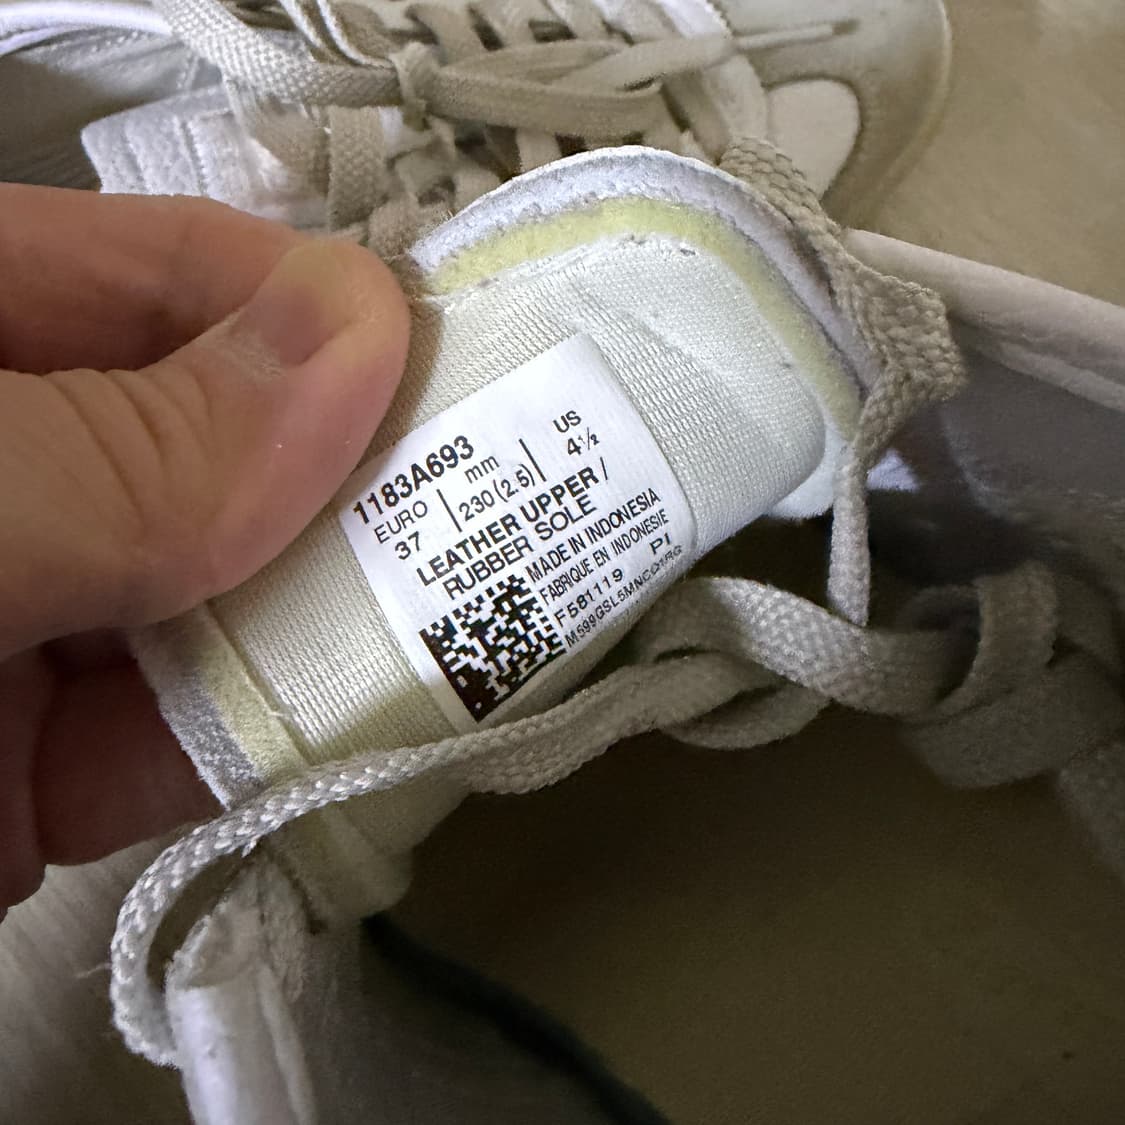 1183A693
EURO mm US
37 230 (2.5) 4½
LEATHER UPPER /
RUBBER SOLE
MADE IN INDONESIA
FABRIQUE EN INDONESIE
F581119 PI